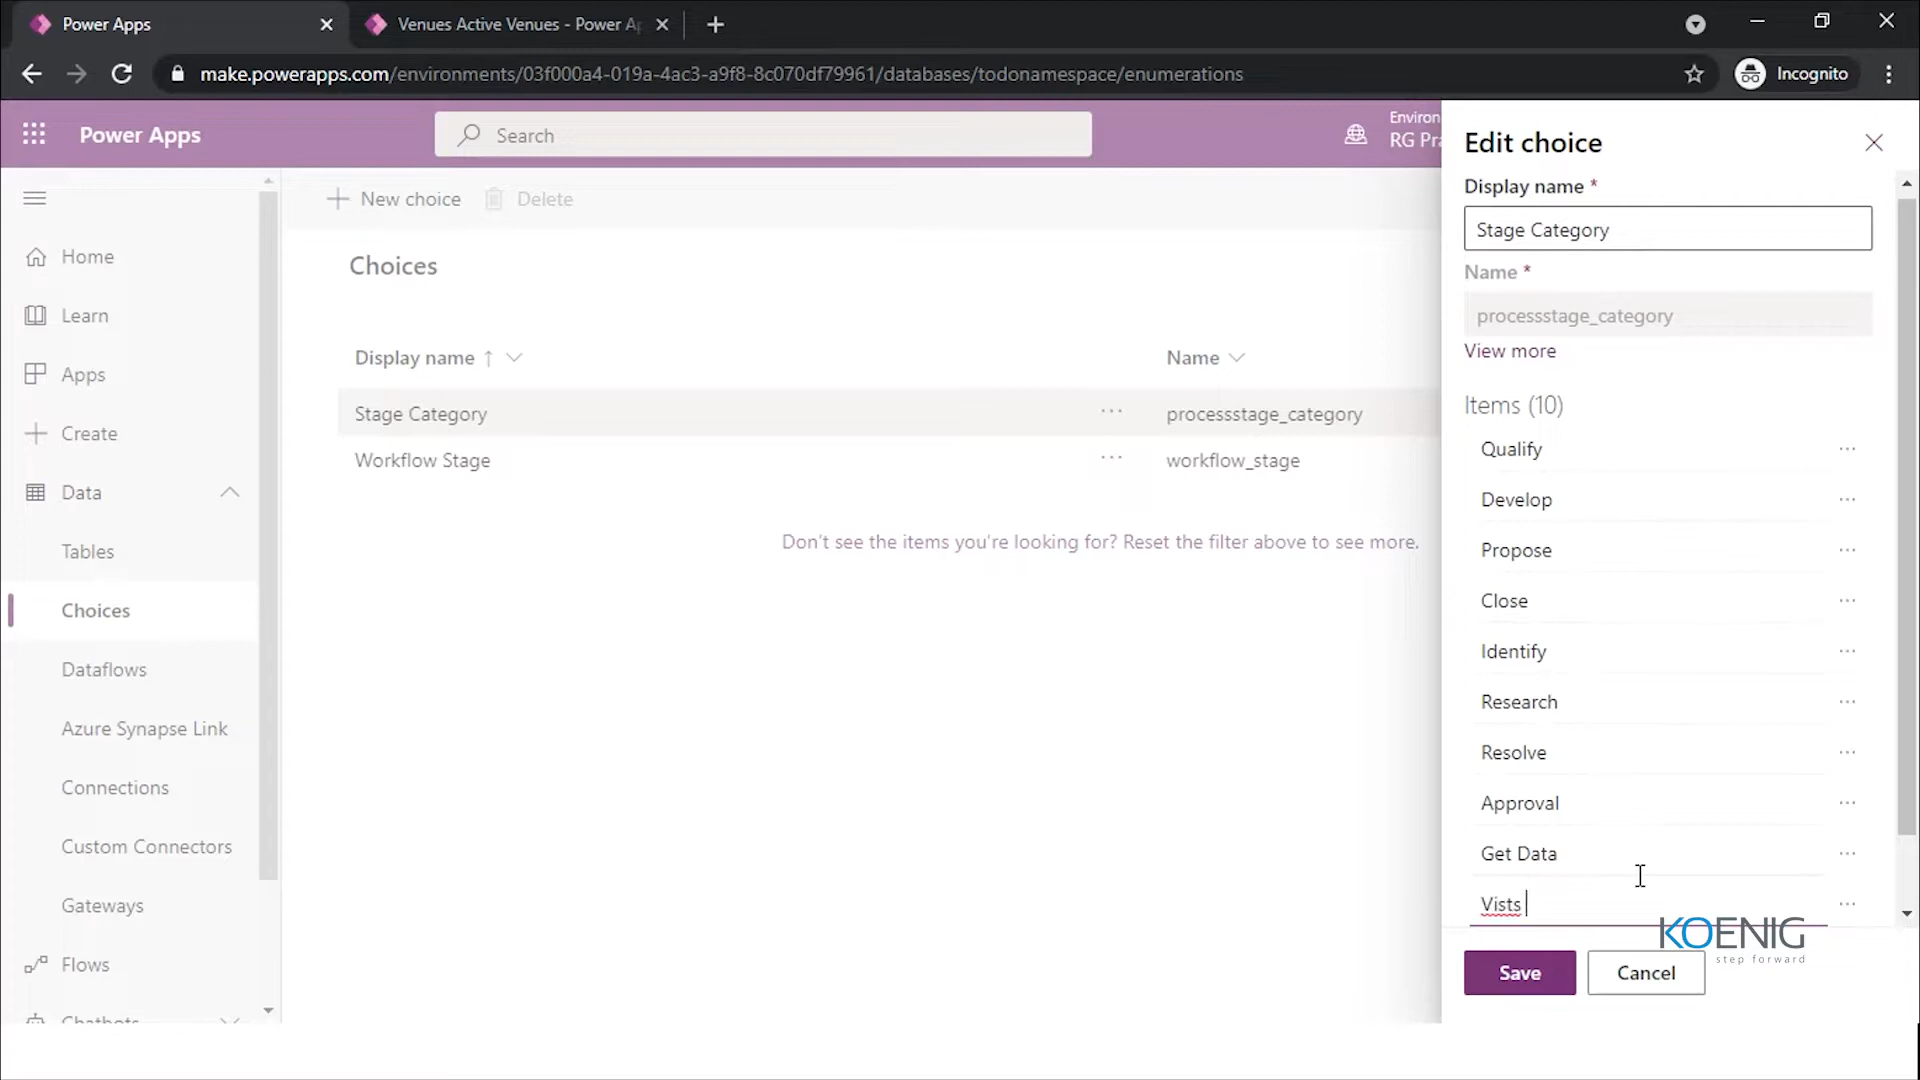 Power Apps
Venues Active Venues - Power A
make.powerapps.com/environments/03f000a4-019a-4ac3-a9f8-8c070df79961/databases/todonamespace/enumerations
Incognito
Power Apps
Search
Environ
RG Pra
New choice
Delete
Home
Learn
Apps
Create
Data
Tables
Choices
Dataflows
Azure Synapse Link
Connections
Custom Connectors
Gateways
Flows
Chatbots
Choices
Display name ↑ Name
Stage Category ... processstage_category
Workflow Stage ... workflow_stage
Don't see the items you're looking for? Reset the filter above to see more.
Edit choice
Display name *
Stage Category
Name *
processstage_category
View more
Items (10)
Qualify
Develop
Propose
Close
Identify
Research
Resolve
Approval
Get Data
Vists
KOENIG
step forward
Save
Cancel